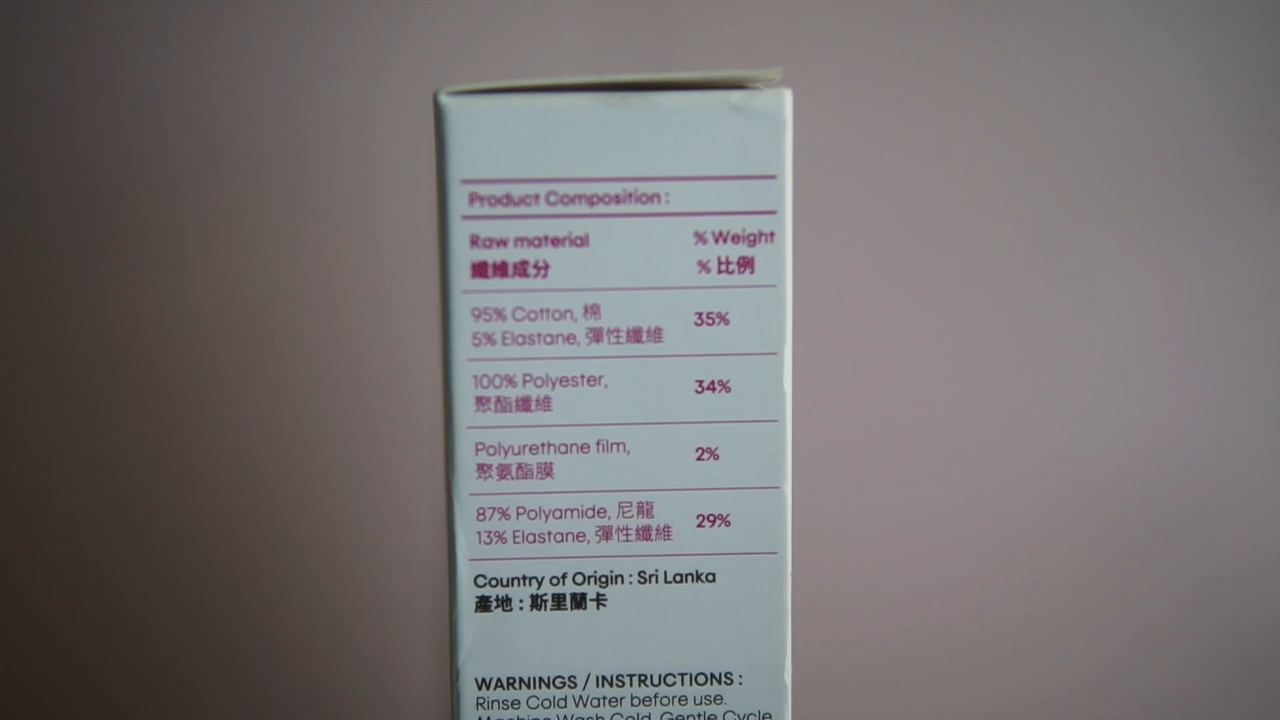 Product Composition :
Raw material % Weight
纖維成分 % 比例
95% Cotton, 棉 35%
5% Elastane, 彈性纖維
100% Polyester, 34%
聚酯纖維
Polyurethane film, 2%
聚氨酯膜
87% Polyamide, 尼龍 29%
13% Elastane, 彈性纖維
Country of Origin : Sri Lanka
產地 : 斯里蘭卡
WARNINGS / INSTRUCTIONS :
Rinse Cold Water before use.
Machine Wash Cold, Gentle Cycle